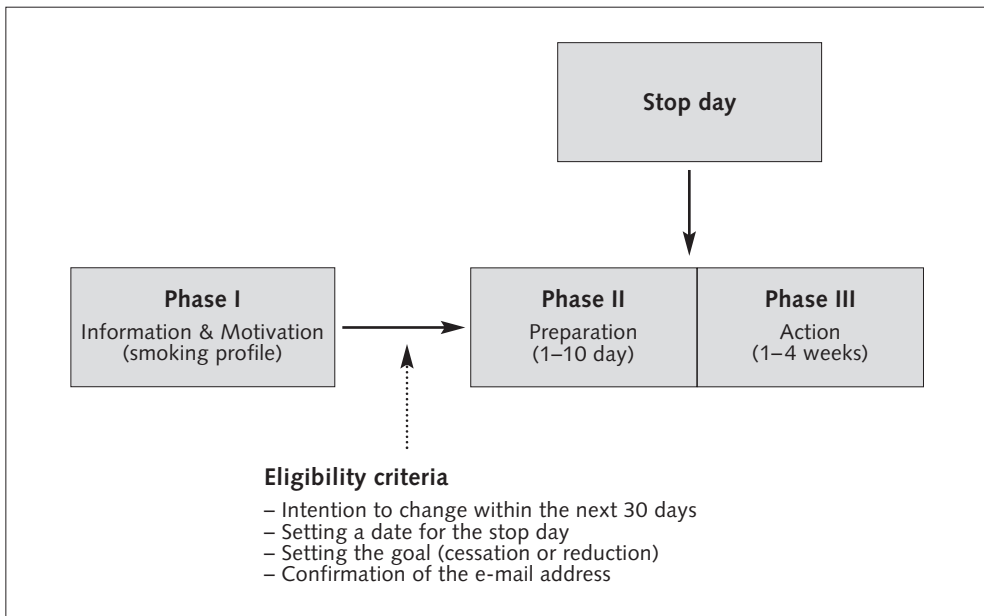 Stop day
Phase I
Information & Motivation
(smoking profile)
Phase II
Preparation
(1–10 day)
Phase III
Action
(1–4 weeks)
Eligibility criteria
– Intention to change within the next 30 days
– Setting a date for the stop day
– Setting the goal (cessation or reduction)
– Confirmation of the e-mail address